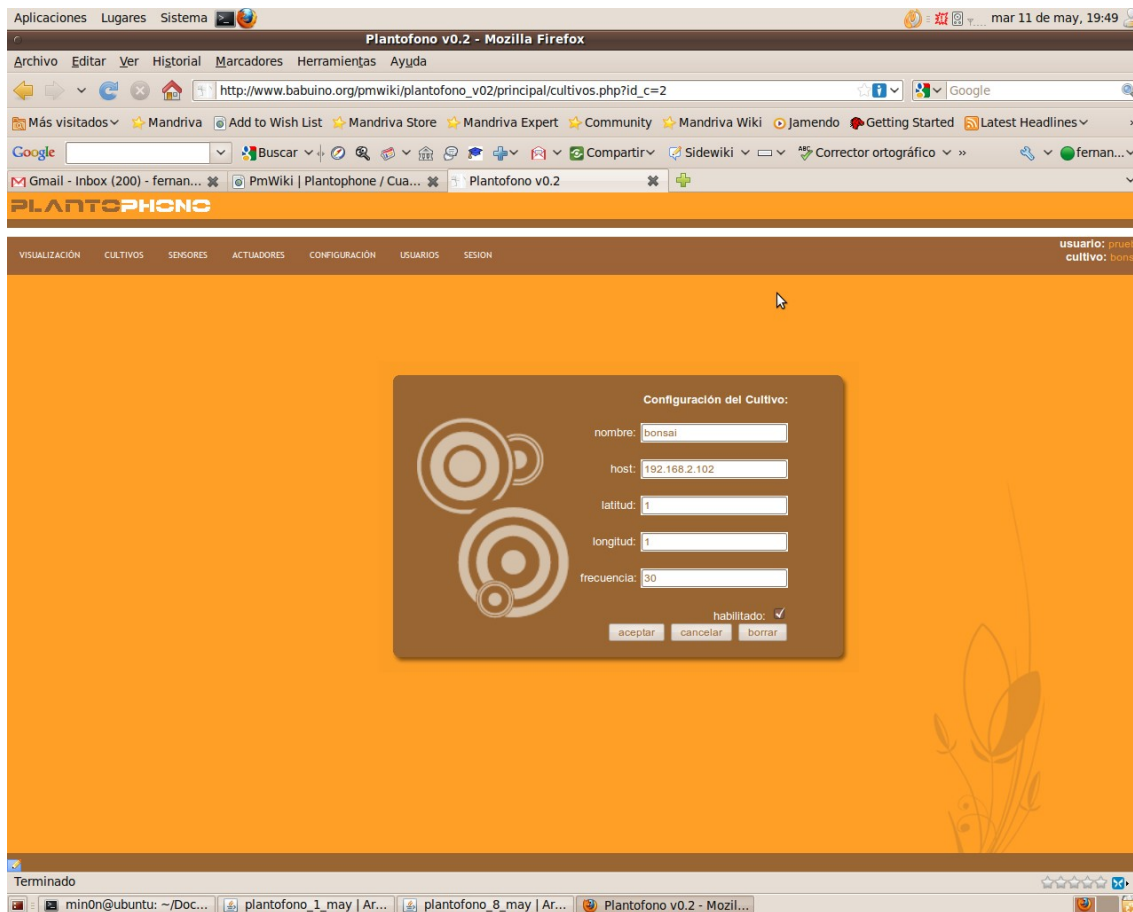 Aplicaciones Lugares Sistema mar 11 de may, 19:49
Plantofono v0.2 - Mozilla Firefox
Archivo Editar Ver Historial Marcadores Herramientas Ayuda
http://www.babuino.org/pmwiki/plantofono_v02/principal/cultivos.php?id_c=2 Google
Más visitados Mandriva Add to Wish List Mandriva Store Mandriva Expert Community Mandriva Wiki Jamendo Getting Started Latest Headlines
Google Buscar Compartir Sidewiki Corrector ortográfico » fernan...
Gmail - Inbox (200) - fernan... PmWiki | Plantophone / Cua... Plantofono v0.2
PLANTOPHONO
usuario: prueb
VISUALIZACIÓN CULTIVOS SENSORES ACTUADORES CONFIGURACIÓN USUARIOS SESION
cultivo: bons
Configuración del Cultivo:
nombre: bonsai
host: 192.168.2.102
latitud: 1
longitud: 1
frecuencia: 30
habilitado:
aceptar cancelar borrar
Terminado
min0n@ubuntu: ~/Doc... plantofono_1_may | Ar... plantofono_8_may | Ar... Plantofono v0.2 - Mozil...